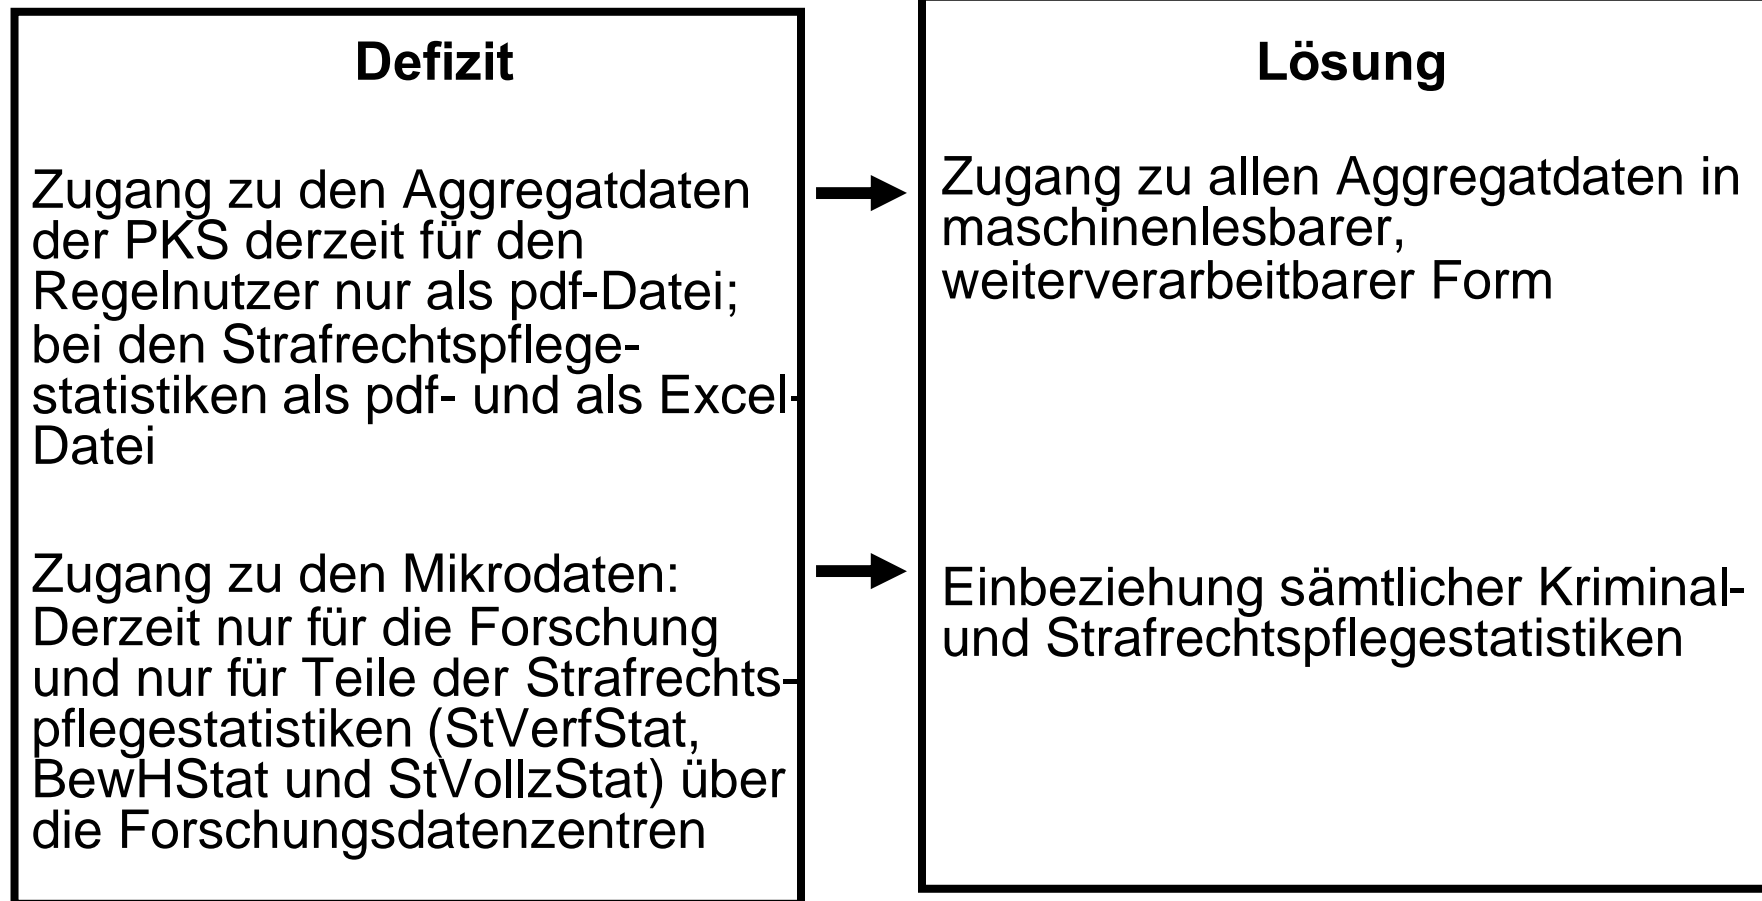 Defizit
Zugang zu den Aggregatdaten
der PKS derzeit für den
Regelnutzer nur als pdf-Datei;
bei den Strafrechtspflege-
statistiken als pdf- und als Excel-
Datei
Zugang zu den Mikrodaten:
Derzeit nur für die Forschung
und nur für Teile der Strafrechts-
pflegestatistiken (StVerfStat,
BewHStat und StVollzStat) über
die Forschungsdatenzentren
Lösung
Zugang zu allen Aggregatdaten in
maschinenlesbarer,
weiterverarbeitbarer Form
Einbeziehung sämtlicher Kriminal-
und Strafrechtspflegestatistiken